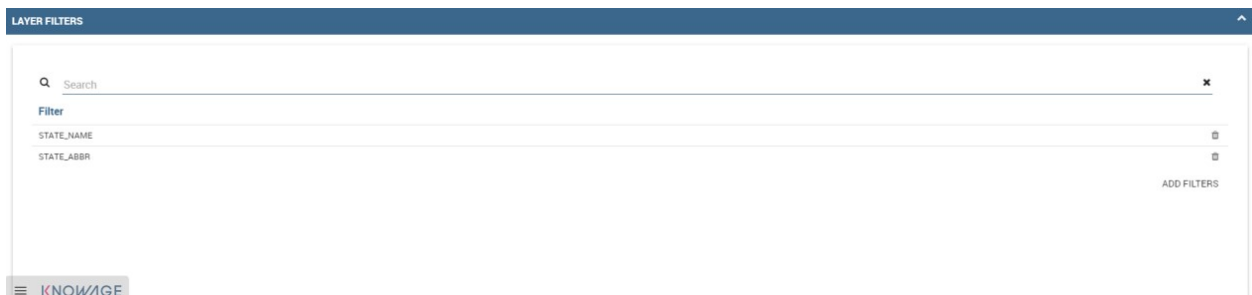 LAYER FILTERS
Search
Filter
STATE_NAME
STATE_ABBR
ADD FILTERS
KNOWAGE